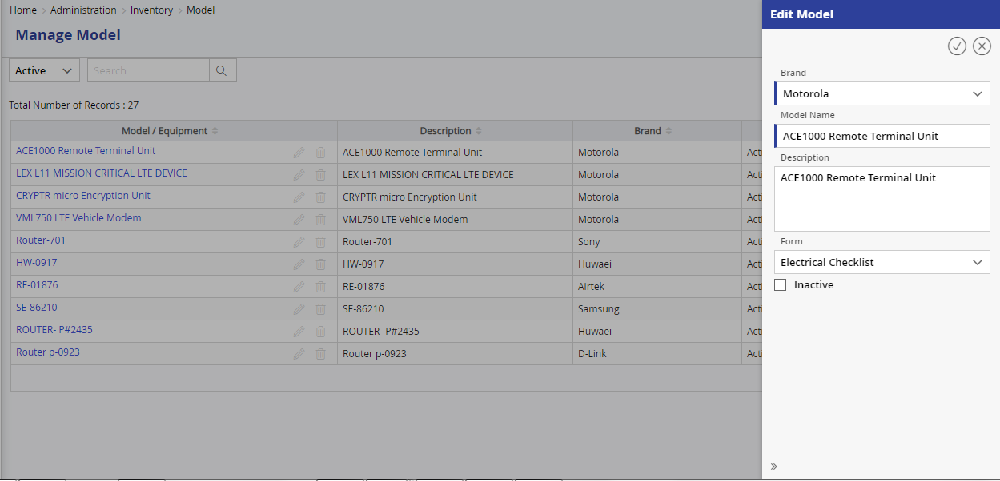 Home > Administration > Inventory > Model
Manage Model
Active
Search
Total Number of Records : 27
Model / Equipment Description Brand
ACE1000 Remote Terminal Unit ACE1000 Remote Terminal Unit Motorola Acti
LEX L11 MISSION CRITICAL LTE DEVICE LEX L11 MISSION CRITICAL LTE DEVICE Motorola Acti
CRYPTR micro Encryption Unit CRYPTR micro Encryption Unit Motorola Acti
VML750 LTE Vehicle Modem VML750 LTE Vehicle Modem Motorola Acti
Router-701 Router-701 Sony Acti
HW-0917 HW-0917 Huwaei Acti
RE-01876 RE-01876 Airtek Acti
SE-86210 SE-86210 Samsung Acti
ROUTER- P#2435 ROUTER- P#2435 Huwaei Acti
Router p-0923 Router p-0923 D-Link Acti
Edit Model
Brand
Motorola
Model Name
ACE1000 Remote Terminal Unit
Description
ACE1000 Remote Terminal Unit
Form
Electrical Checklist
Inactive
»